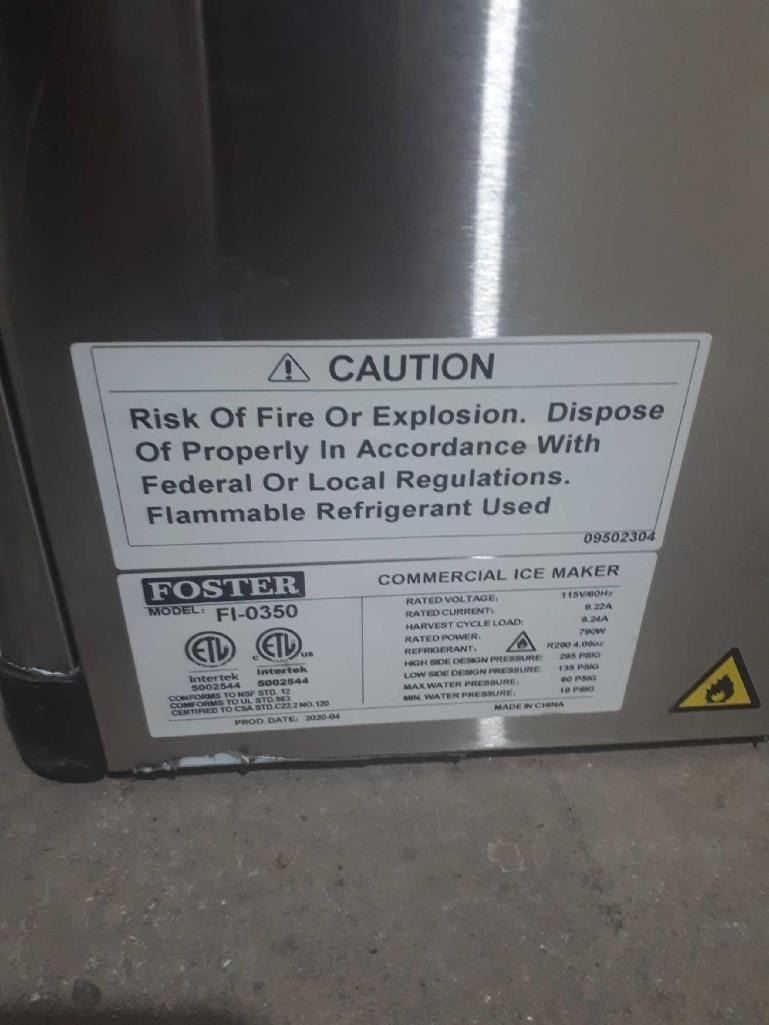 CAUTION
Risk Of Fire Or Explosion. Dispose
Of Properly In Accordance With
Federal Or Local Regulations.
Flammable Refrigerant Used
09502304
FOSTER
MODEL: FI-0350
ETL
C ETL US
Intertek Intertek
5002544 5002544
CONFORMS TO NSF STD. 12
COMFORMS TO UL STD.563
CERTIFIED TO CSA STD.C22.2 NO.120
PROD. DATE: 2020-04
COMMERCIAL ICE MAKER
RATED VOLTAGE: 115V/60Hz
RATED CURRENT: 9.22A
HARVEST CYCLE LOAD: 9.24A
RATED POWER: 790W
REFRIGERANT: R290 4.06oz
HIGH SIDE DESIGN PRESSURE: 295 PSIG
LOW SIDE DESIGN PRESSURE: 135 PSIG
MAX.WATER PRESSURE: 80 PSIG
MIN. WATER PRESSURE: 18 PSIG
MADE IN CHINA